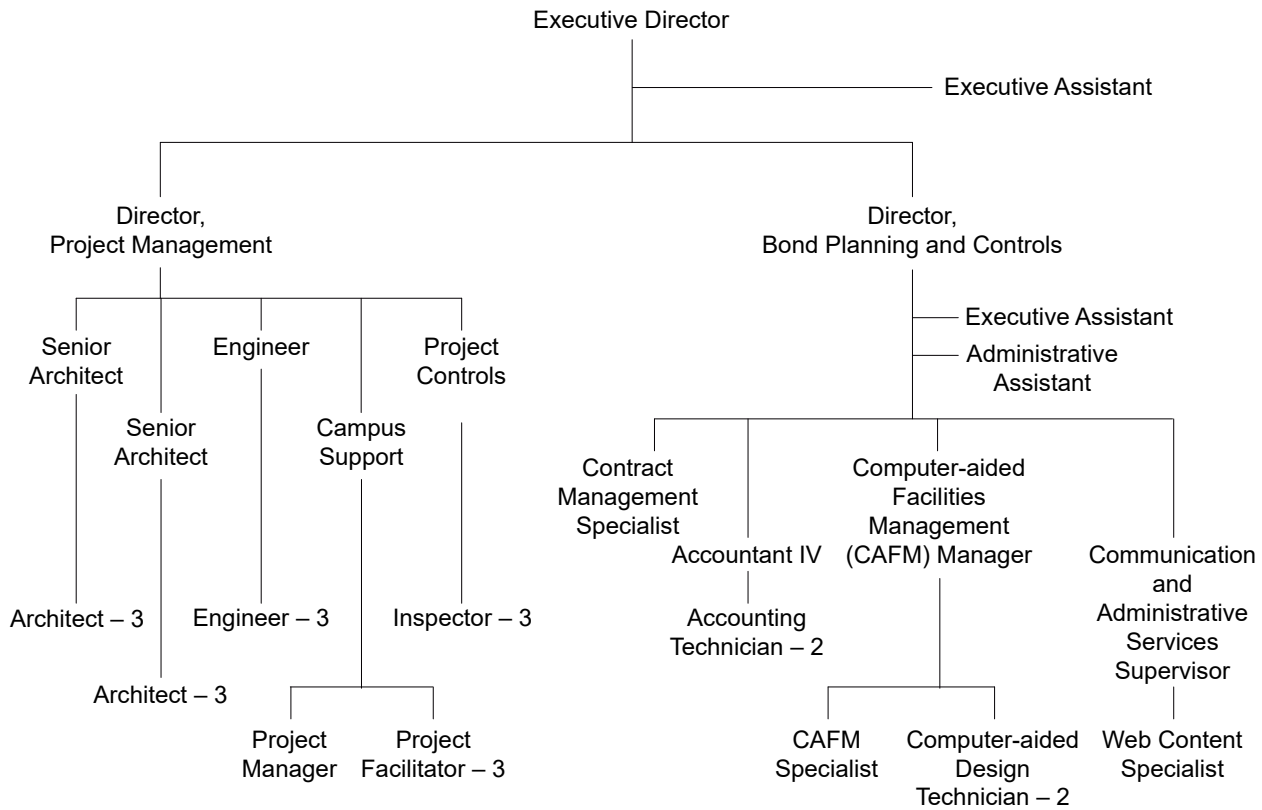 Executive Director
Executive Assistant
Director,
Project Management
Director,
Bond Planning and Controls
Executive Assistant
Administrative
Assistant
Senior
Architect
Senior
Architect
Engineer
Campus
Support
Project
Controls
Architect – 3
Architect – 3
Engineer – 3
Project
Manager
Project
Facilitator – 3
Inspector – 3
Contract
Management
Specialist
Accountant IV
Accounting
Technician – 2
Computer-aided
Facilities
Management
(CAFM) Manager
CAFM
Specialist
Computer-aided
Design
Technician – 2
Communication
and
Administrative
Services
Supervisor
Web Content
Specialist